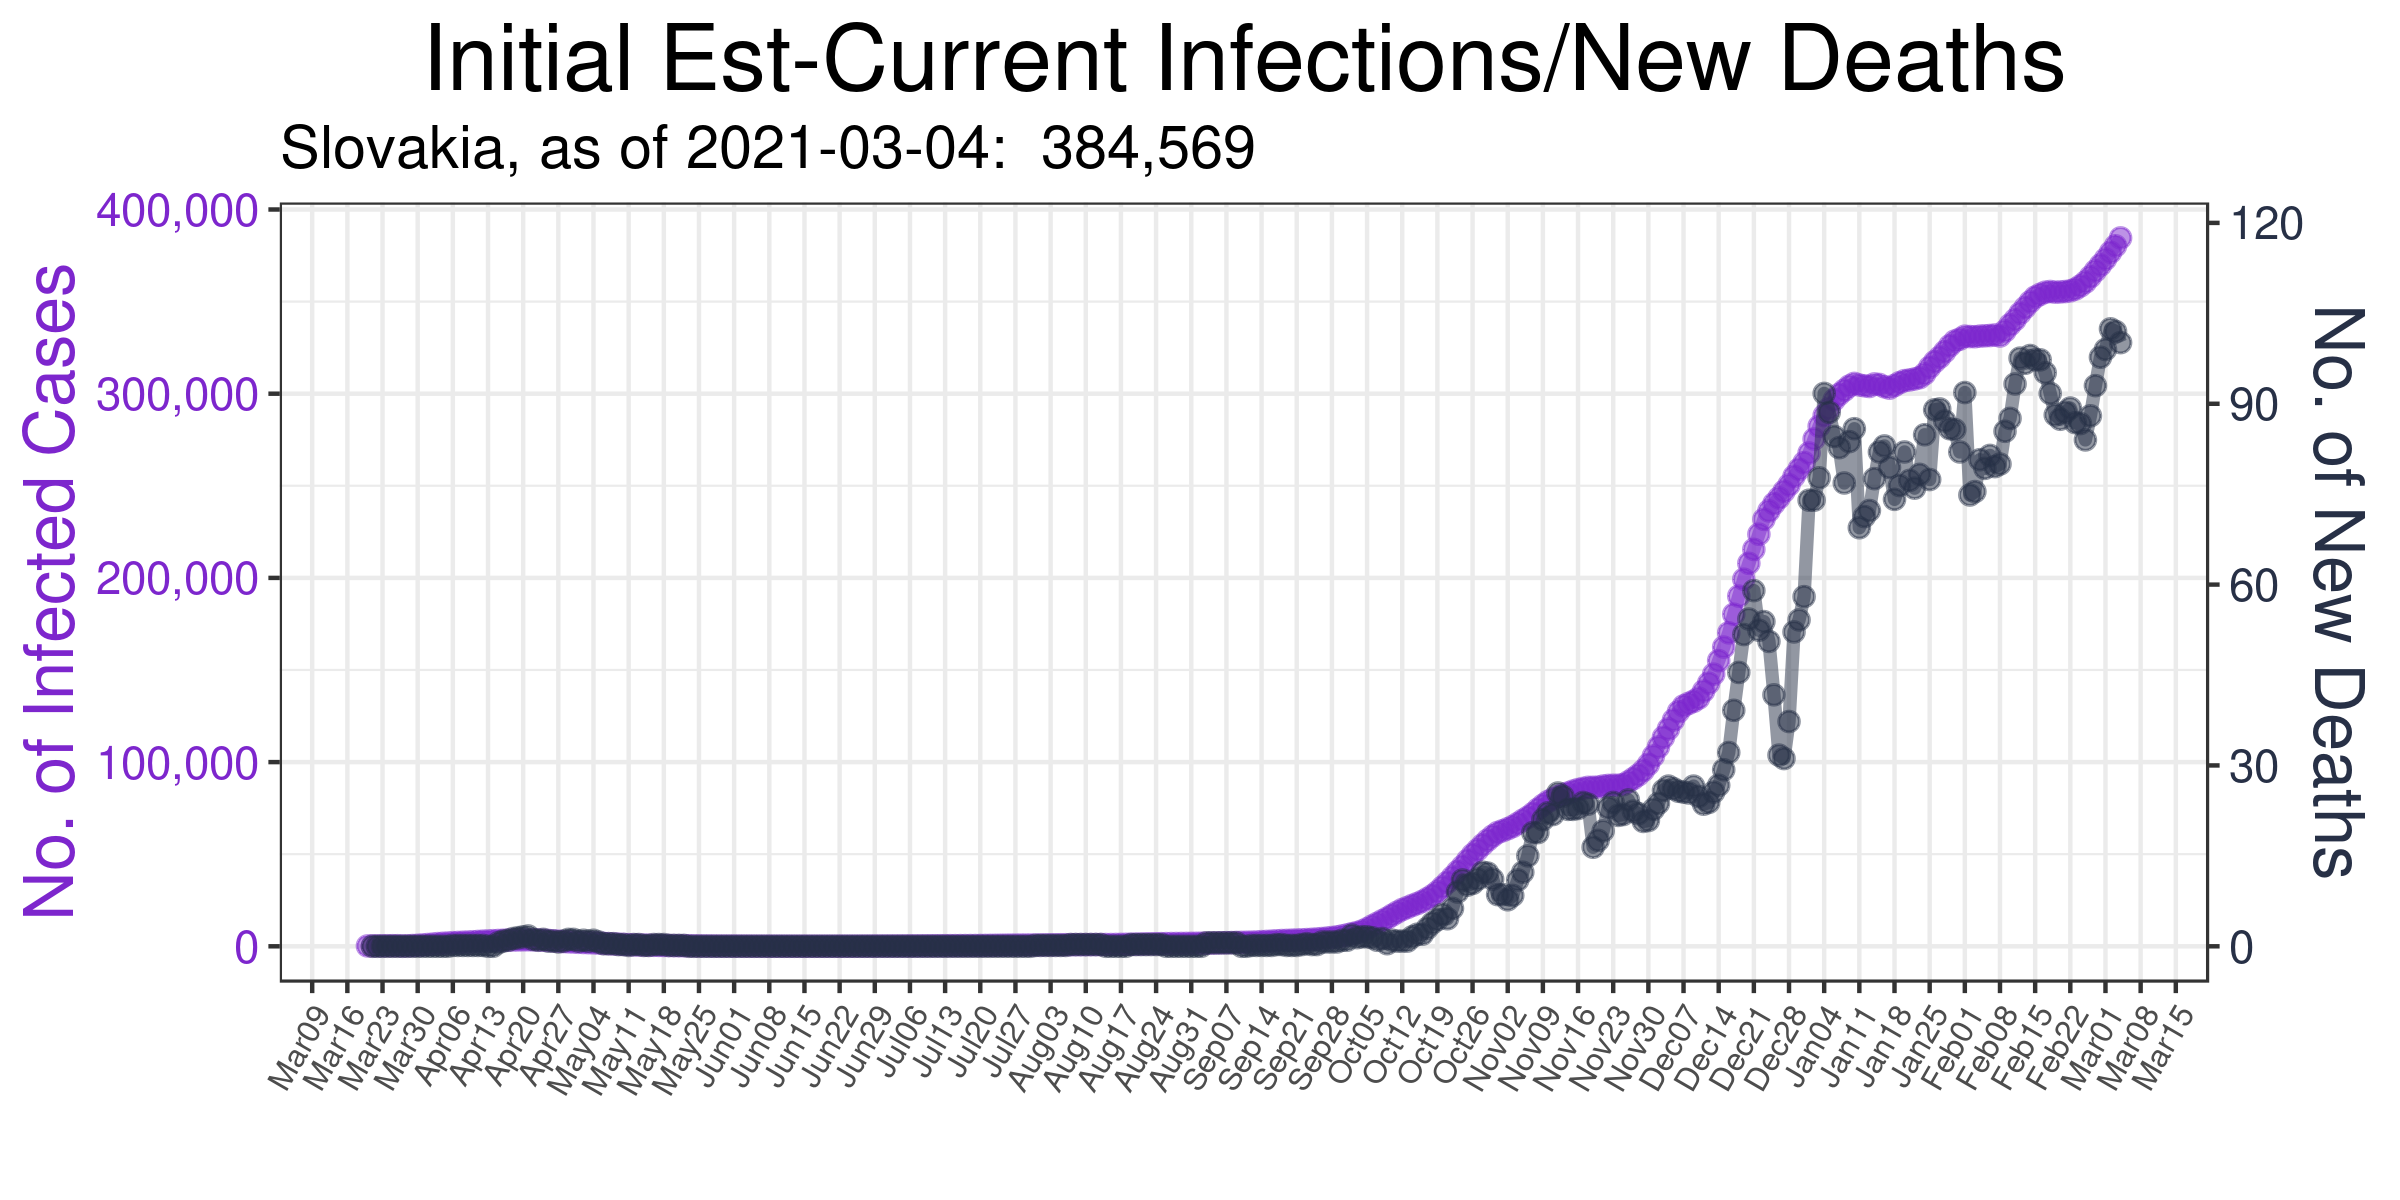 Initial Est-Current Infections/New Deaths
Slovakia, as of 2021-03-04:  384,569
No. of Infected Cases
400,000
300,000
200,000
100,000
0
120
90
60
30
0
No. of New Deaths
Mar09
Mar16
Mar23
Mar30
Apr06
Apr13
Apr20
Apr27
May04
May11
May18
May25
Jun01
Jun08
Jun15
Jun22
Jun29
Jul06
Jul13
Jul20
Jul27
Aug03
Aug10
Aug17
Aug24
Aug31
Sep07
Sep14
Sep21
Sep28
Oct05
Oct12
Oct19
Oct26
Nov02
Nov09
Nov16
Nov23
Nov30
Nov07
Dec14
Dec21
Dec28
Dec04
Jan11
Jan18
Jan25
Jan01
Feb08
Feb15
Feb22
Mar01
Mar08
Mar15